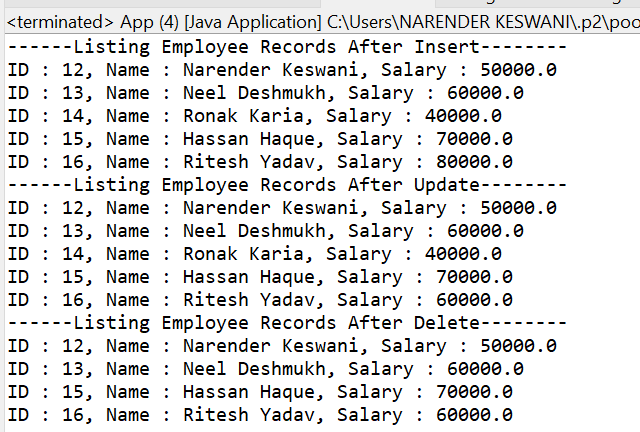 <terminated> App (4) [Java Application] C:\Users\NARENDER KESWANI\.p2\poo
------Listing Employee Records After Insert--------
ID : 12, Name : Narender Keswani, Salary : 50000.0
ID : 13, Name : Neel Deshmukh, Salary : 60000.0
ID : 14, Name : Ronak Karia, Salary : 40000.0
ID : 15, Name : Hassan Haque, Salary : 70000.0
ID : 16, Name : Ritesh Yadav, Salary : 80000.0
------Listing Employee Records After Update--------
ID : 12, Name : Narender Keswani, Salary : 50000.0
ID : 13, Name : Neel Deshmukh, Salary : 60000.0
ID : 14, Name : Ronak Karia, Salary : 40000.0
ID : 15, Name : Hassan Haque, Salary : 70000.0
ID : 16, Name : Ritesh Yadav, Salary : 60000.0
------Listing Employee Records After Delete--------
ID : 12, Name : Narender Keswani, Salary : 50000.0
ID : 13, Name : Neel Deshmukh, Salary : 60000.0
ID : 15, Name : Hassan Haque, Salary : 70000.0
ID : 16, Name : Ritesh Yadav, Salary : 60000.0